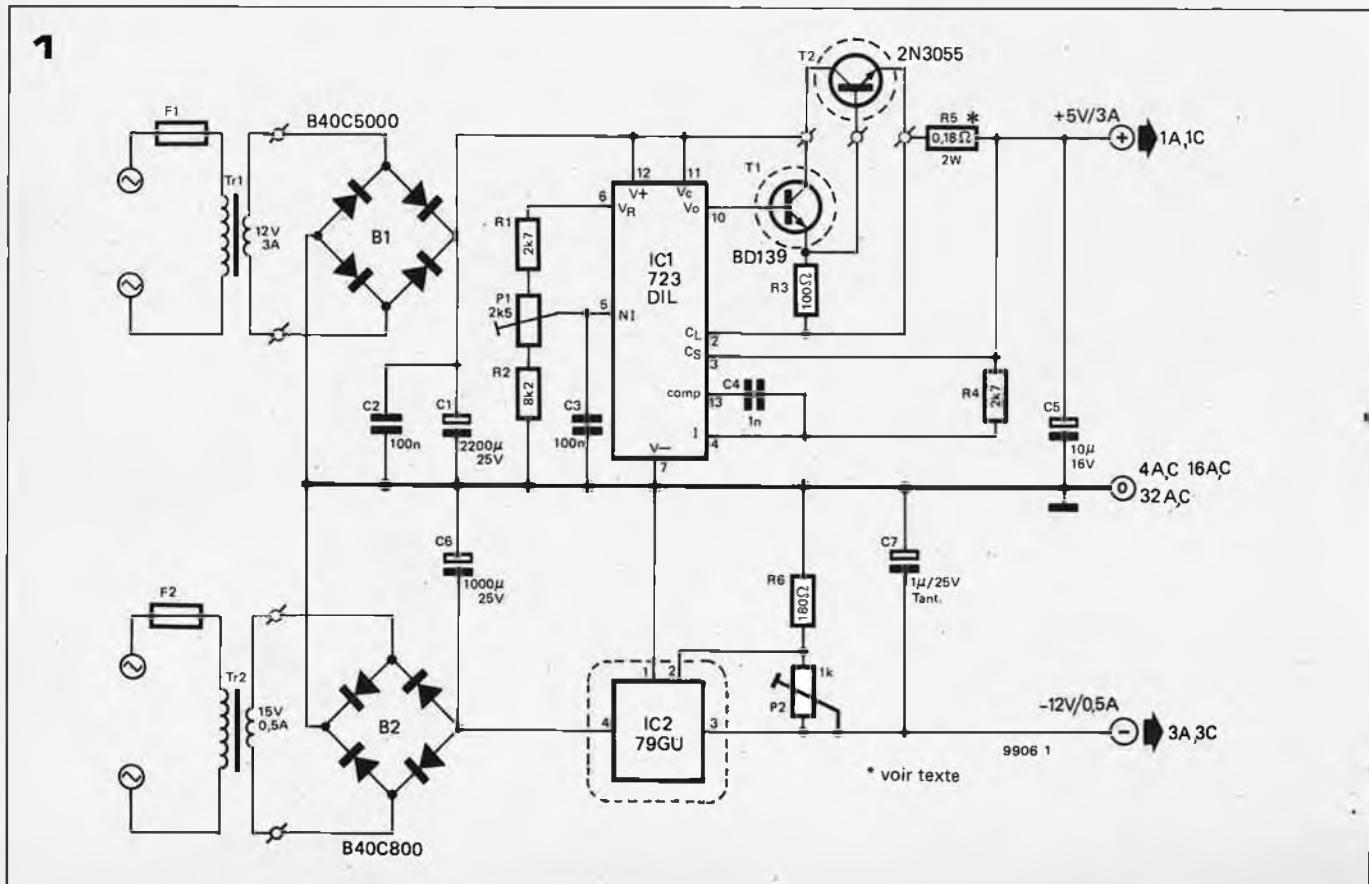 1
F1
Tr1
12V
3A
B40C5000
B1
C2
100n
C1
2200µ
25V
R1
2k7
P1
2k5
R2
8k2
C3
100n
6
VR
5
NI
12
V+
11
Vc
Vo
10
IC1
723
DIL
CL
2
CS
3
comp
13
I
4
V—
7
C4
1n
T1
BD139
R3
100Ω
T2
2N3055
R5 *
0,18Ω
2W
R4
2k7
C5
10µ
16V
+5V/3A
+
1A,1C
0
4A,C 16A,C
32A,C
F2
Tr2
15V
0,5A
B2
B40C800
C6
1000µ
25V
1
2
4
3
IC2
79GU
R6
180Ω
1k
P2
C7
1µ/25V
Tant.
−12V/0,5A
−
3A,3C
9906 1
* voir texte